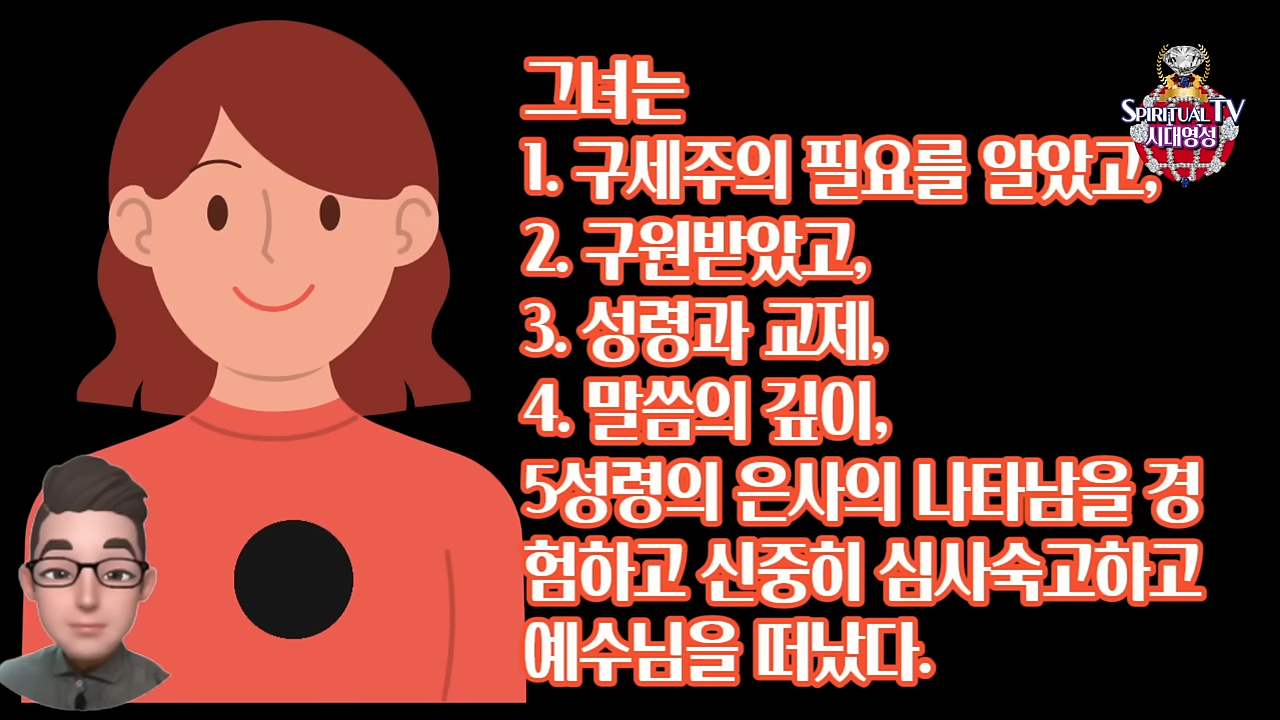 그녀는
1. 구세주의 필요를 알았고,
2. 구원받았고,
3. 성령과 교제,
4. 말씀의 깊이,
5성령의 은사의 나타남을 경
험하고 신중히 심사숙고하고
예수님을 떠났다.
SPIRITUAL TV
시대영성